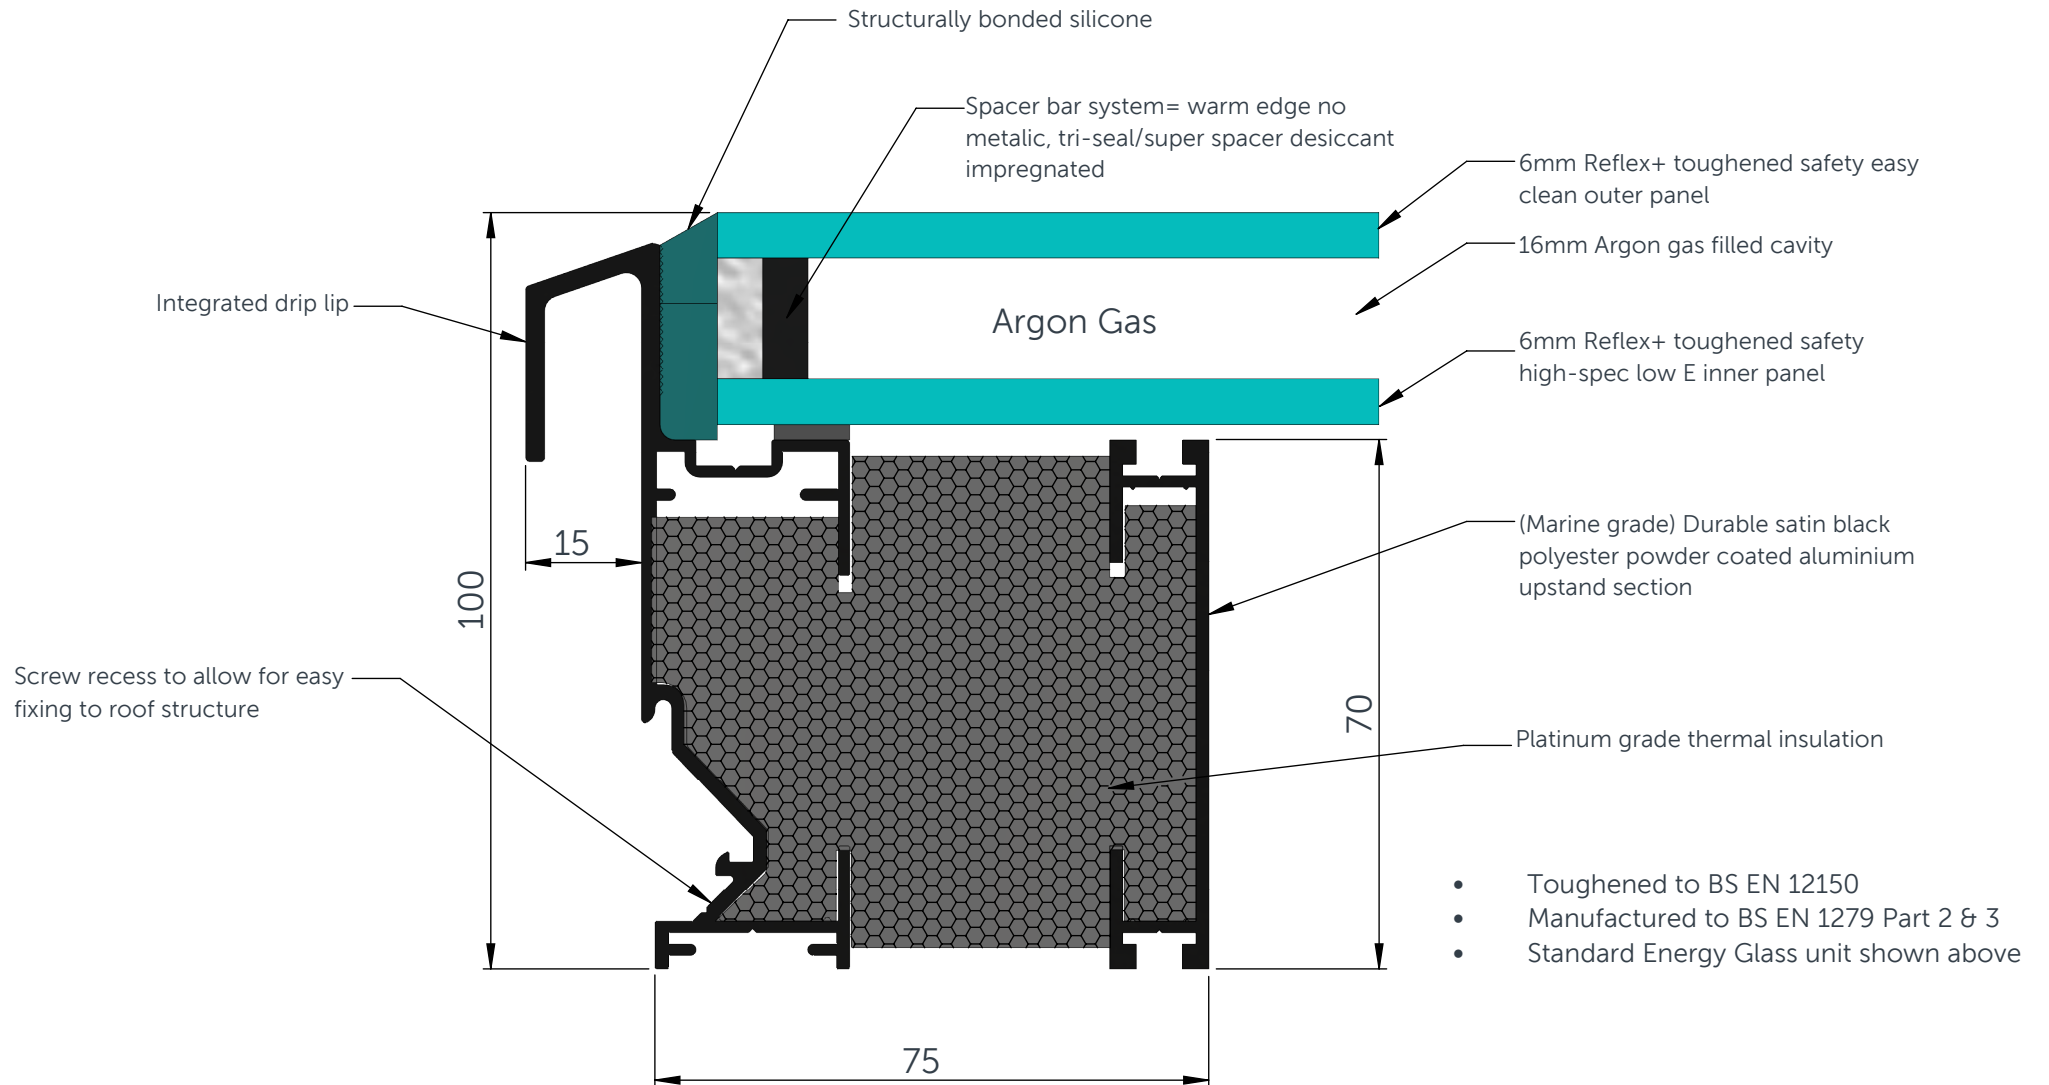 Structurally bonded silicone
Spacer bar system= warm edge no
metalic, tri-seal/super spacer desiccant
impregnated
6mm Reflex+ toughened safety easy
clean outer panel
16mm Argon gas filled cavity
Integrated drip lip
Argon Gas
6mm Reflex+ toughened safety
high-spec low E inner panel
15
100
(Marine grade) Durable satin black
polyester powder coated aluminium
upstand section
Screw recess to allow for easy
fixing to roof structure
70
Platinum grade thermal insulation
• Toughened to BS EN 12150
• Manufactured to BS EN 1279 Part 2 & 3
• Standard Energy Glass unit shown above
75